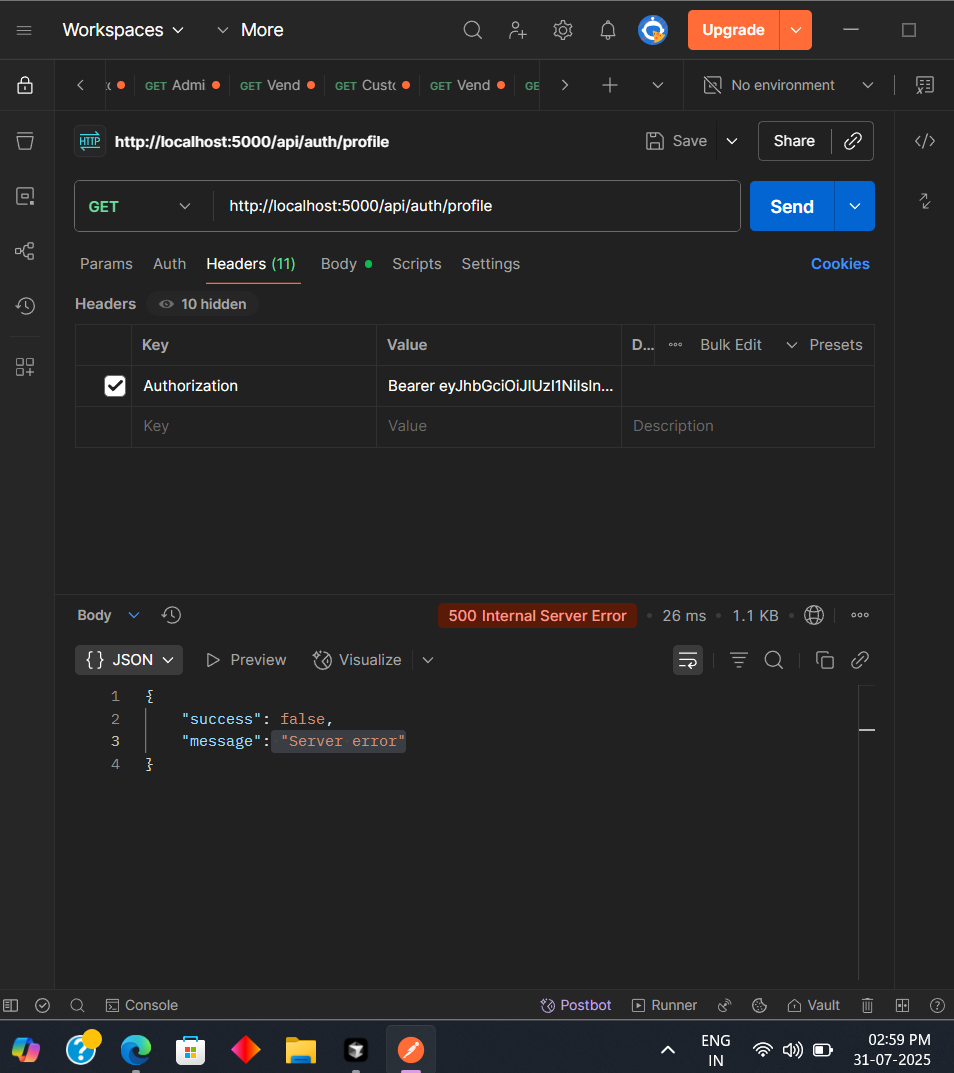 Workspaces More Upgrade
GET Admi GET Vend GET Custo GET Vend GE No environment
HTTP http://localhost:5000/api/auth/profile Save Share
GET http://localhost:5000/api/auth/profile Send
Params Auth Headers (11) Body Scripts Settings Cookies
Headers 10 hidden
Key Value D... Bulk Edit Presets
Authorization Bearer eyJhbGciOiJIUzI1NiIsIn...
Key Value Description
Body 500 Internal Server Error 26 ms 1.1 KB
{} JSON Preview Visualize
1 {
2 "success": false,
3 "message": "Server error"
4 }
Console Postbot Runner Vault
ENG 02:59 PM
IN 31-07-2025